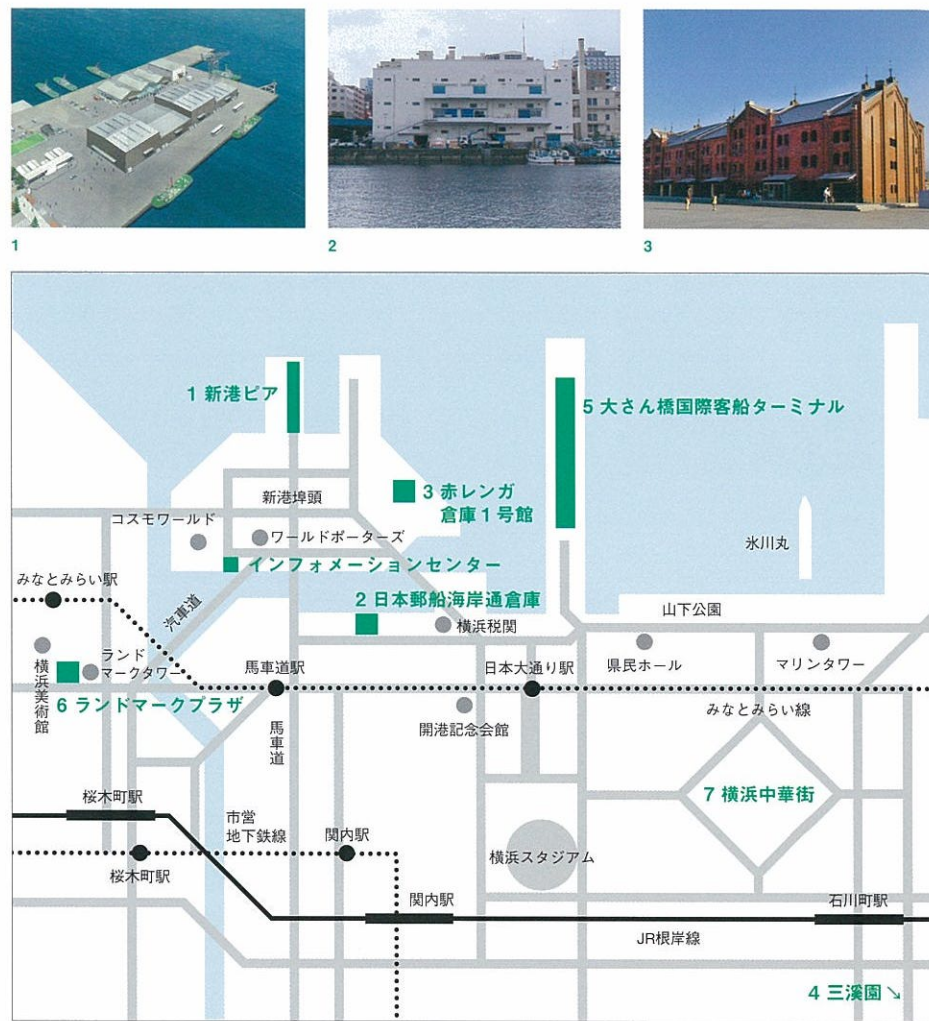 1
2
3
1 新港ピア
5 大さん橋国際客船ターミナル
新港埠頭
3 赤レンガ
倉庫1号館
コスモワールド
ワールドポーターズ
氷川丸
インフォメーションセンター
みなとみらい駅
汽車道
2 日本郵船海岸通倉庫
山下公園
横浜税関
横浜美術館
ランド
マークタワー
馬車道駅
日本大通り駅
県民ホール
マリンタワー
6 ランドマークプラザ
馬車道
開港記念会館
みなとみらい線
桜木町駅
7 横浜中華街
市営
地下鉄線
関内駅
桜木町駅
横浜スタジアム
関内駅
石川町駅
JR根岸線
4 三溪園↘